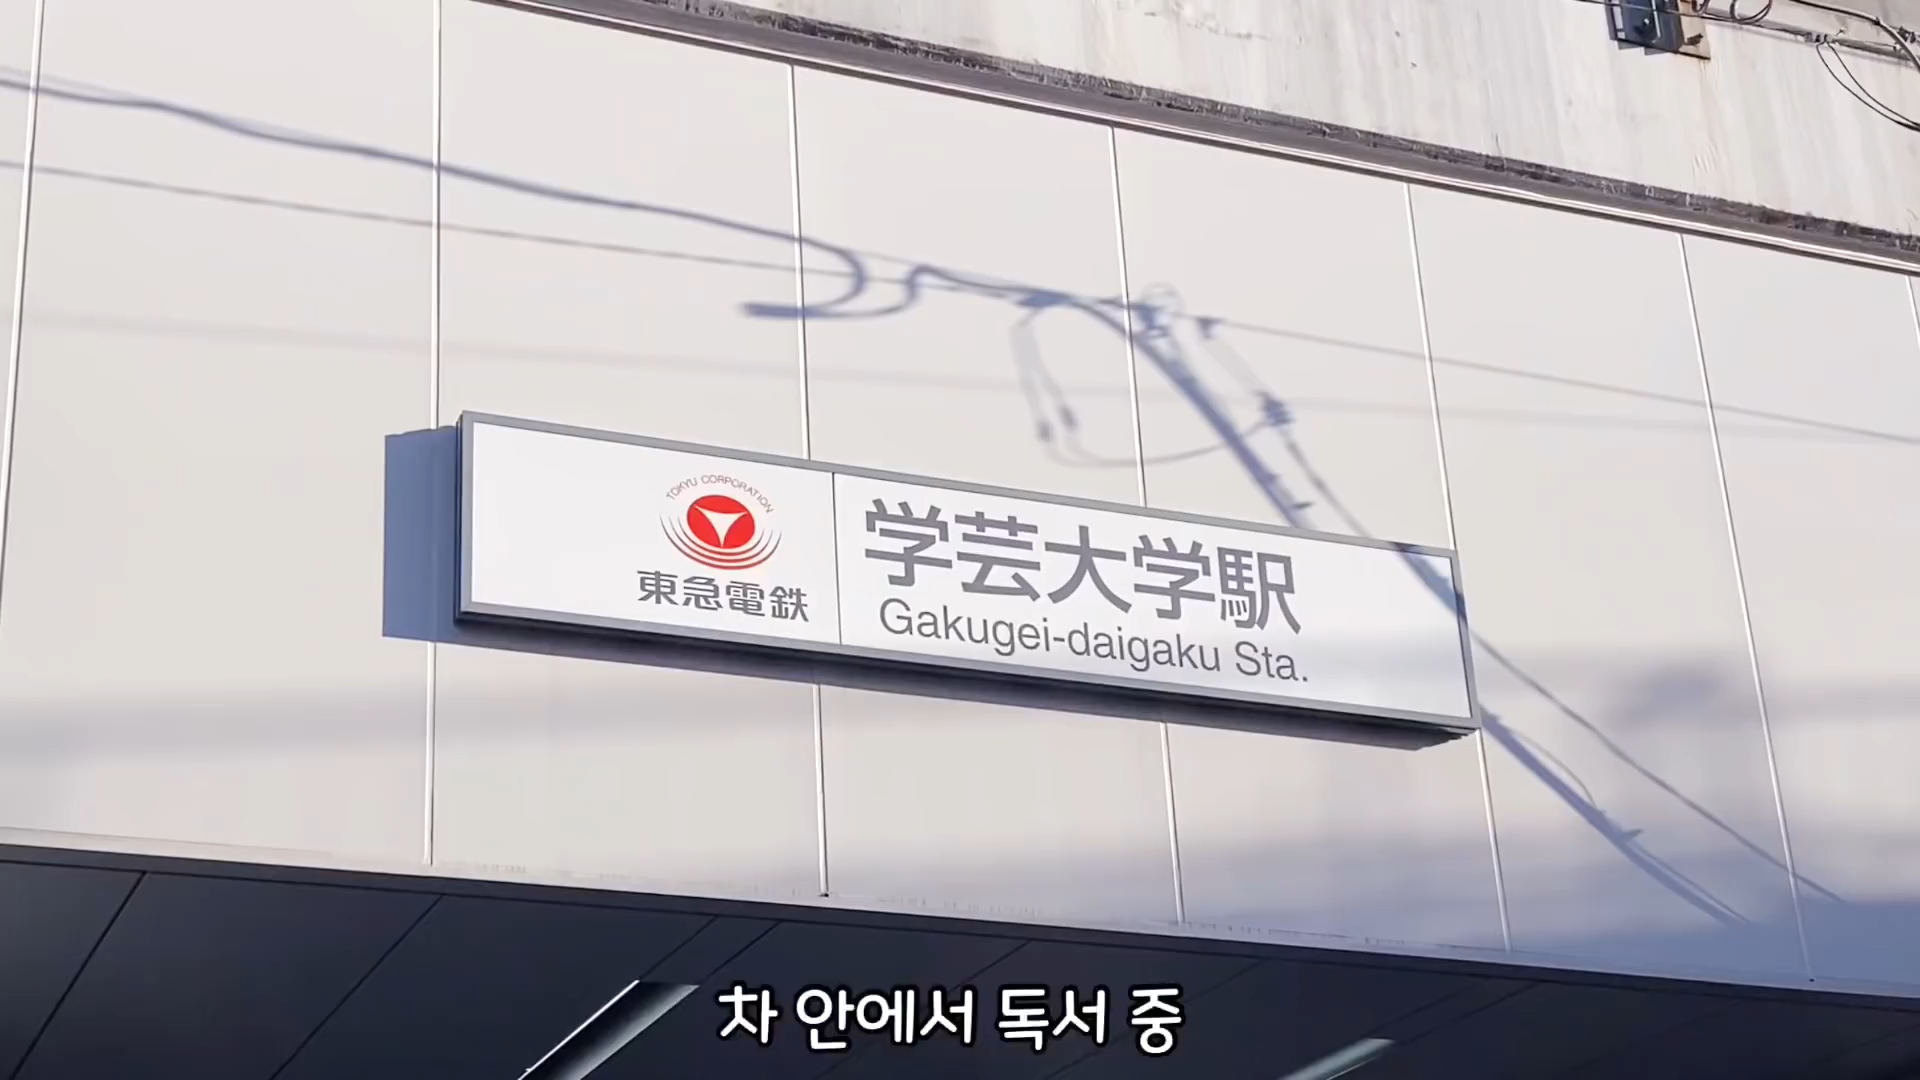 TOKYU CORPORATION
東急電鉄
学芸大学駅
Gakugei-daigaku Sta.
차 안에서 독서 중